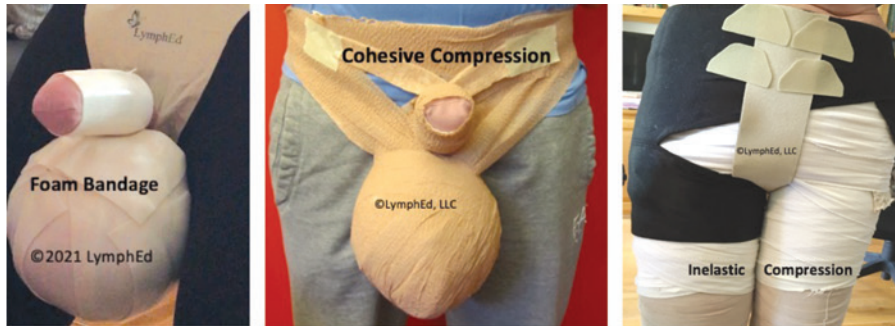 LymphEd
Foam Bandage
©2021 LymphEd
Cohesive Compression
©LymphEd, LLC
©LymphEd, LLC
Inelastic Compression